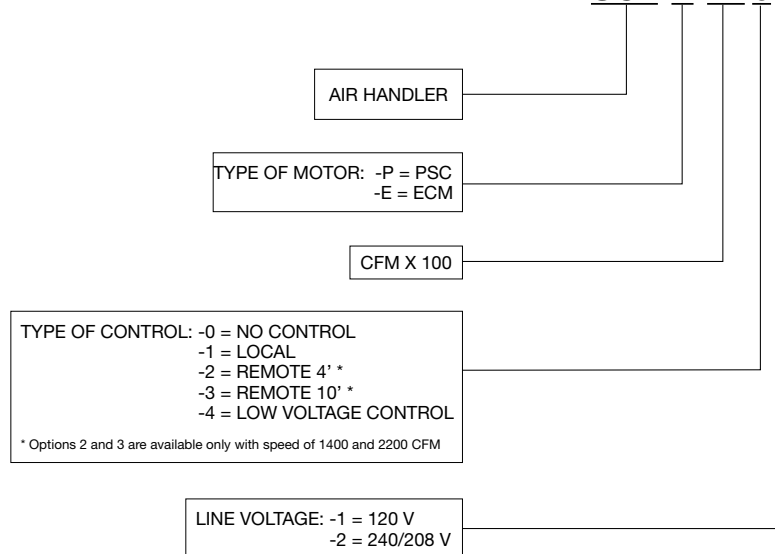 AIR HANDLER
TYPE OF MOTOR: -P = PSC
-E = ECM
CFM X 100
TYPE OF CONTROL: -0 = NO CONTROL
-1 = LOCAL
-2 = REMOTE 4' *
-3 = REMOTE 10' *
-4 = LOW VOLTAGE CONTROL
* Options 2 and 3 are available only with speed of 1400 and 2200 CFM
LINE VOLTAGE: -1 = 120 V
-2 = 240/208 V